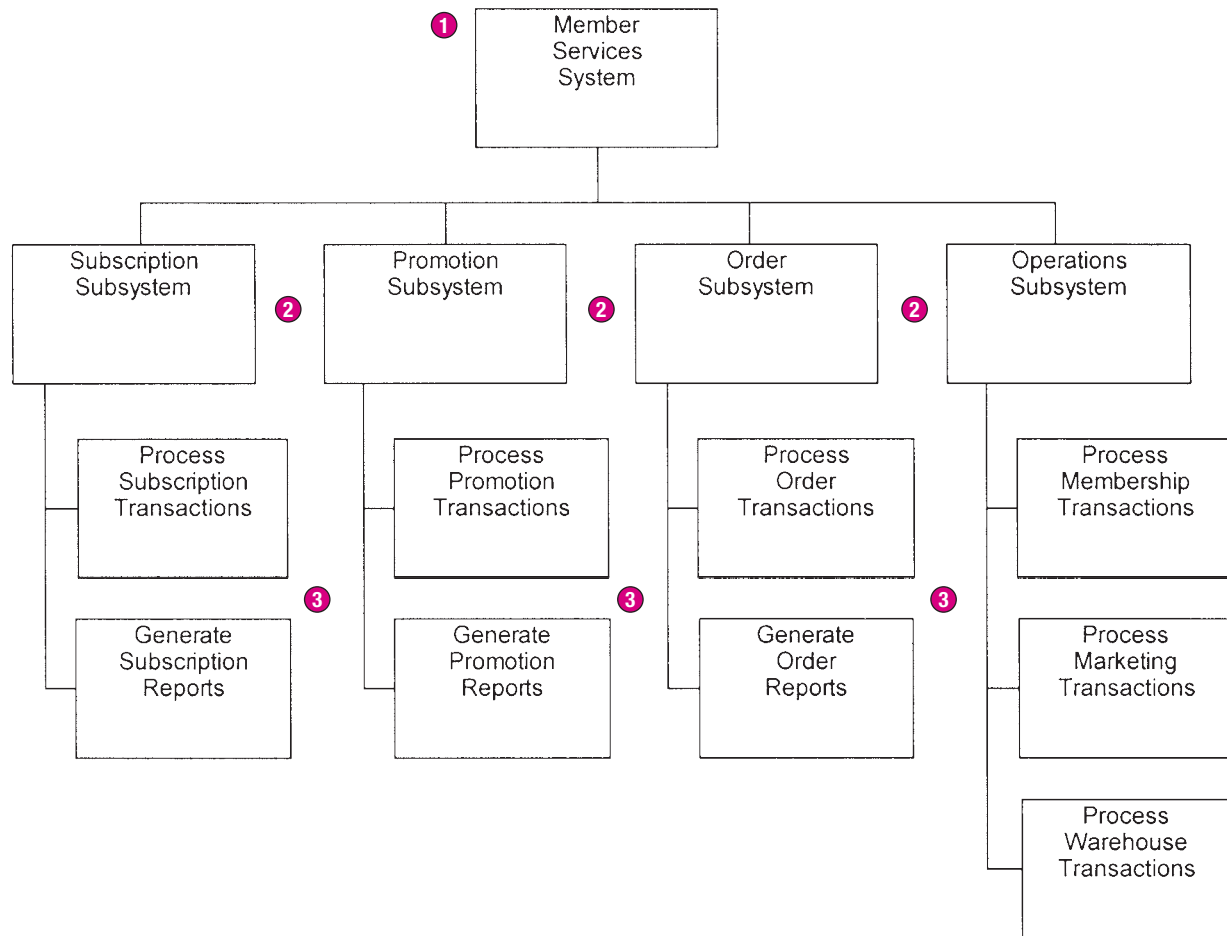 1
Member
Services
System
Subscription
Subsystem
2
Promotion
Subsystem
2
Order
Subsystem
2
Operations
Subsystem
Process
Subscription
Transactions
Process
Promotion
Transactions
Process
Order
Transactions
Process
Membership
Transactions
3
3
3
Generate
Subscription
Reports
Generate
Promotion
Reports
Generate
Order
Reports
Process
Marketing
Transactions
Process
Warehouse
Transactions